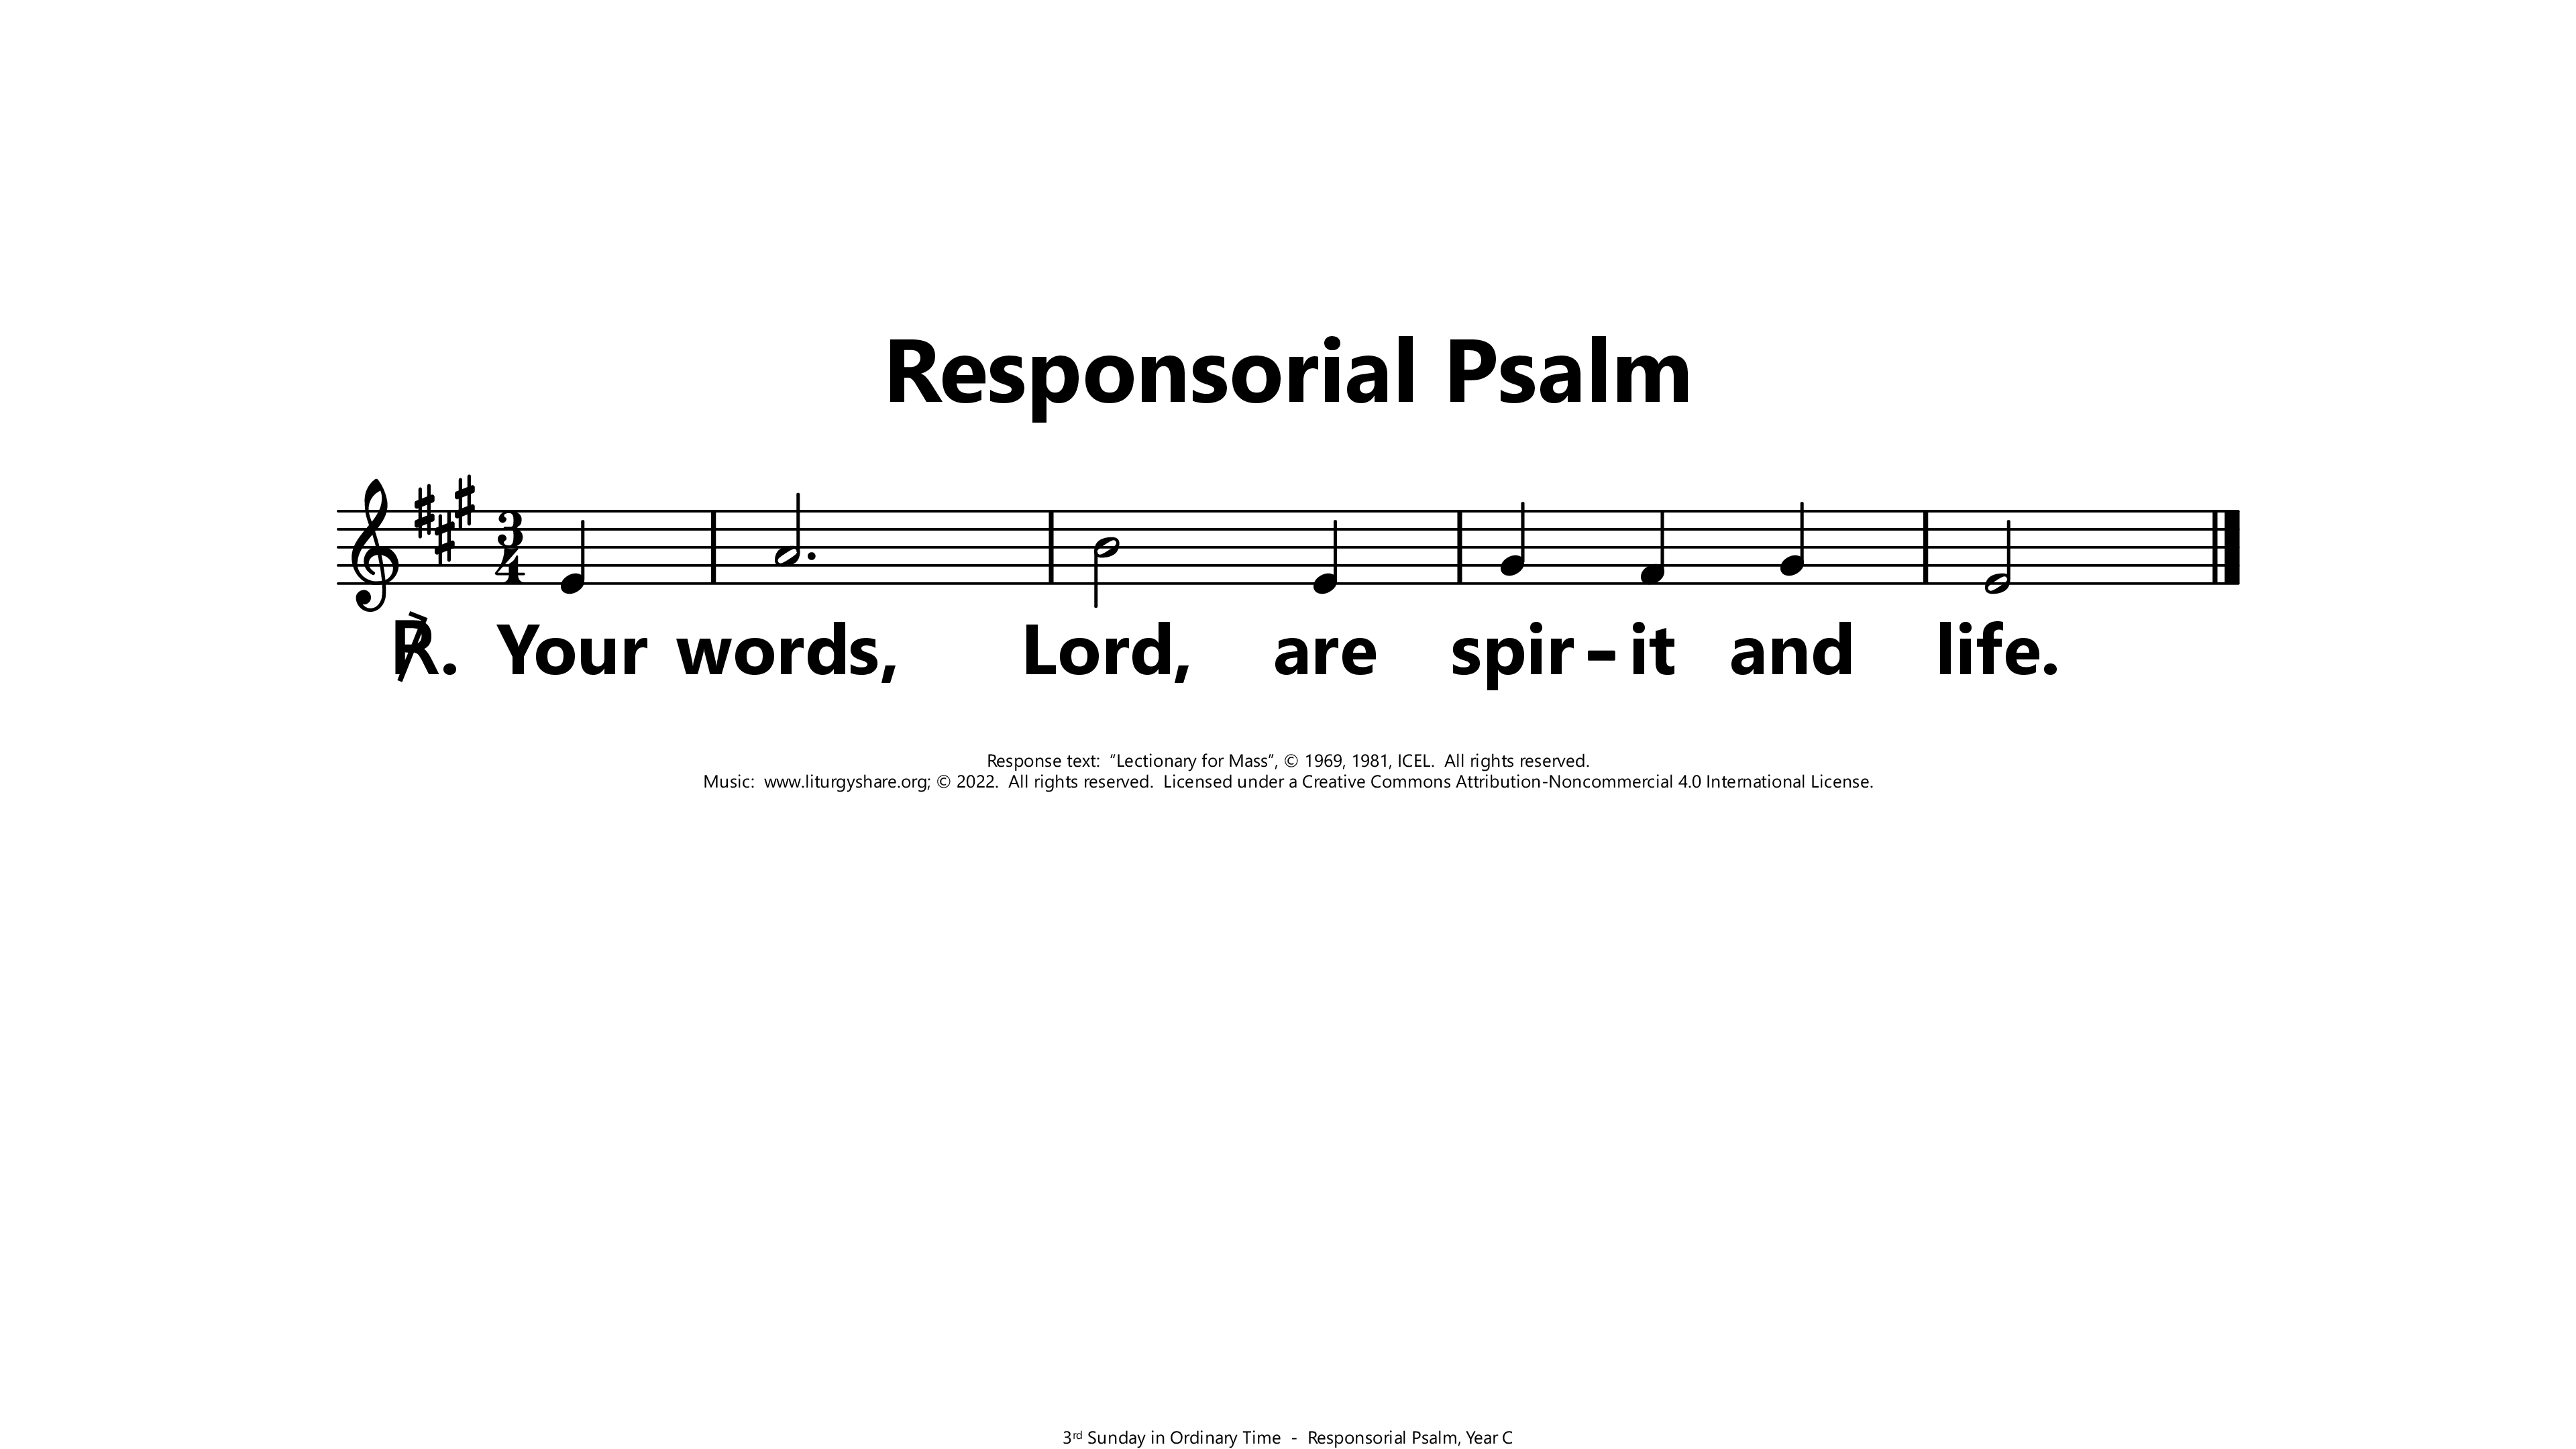 Responsorial Psalm
3
4
℟. Your words, Lord, are spir-it and life.
Response text: “Lectionary for Mass”, © 1969, 1981, ICEL. All rights reserved.
Music: www.liturgyshare.org; © 2022. All rights reserved. Licensed under a Creative Commons Attribution-Noncommercial 4.0 International License.
3rd Sunday in Ordinary Time - Responsorial Psalm, Year C